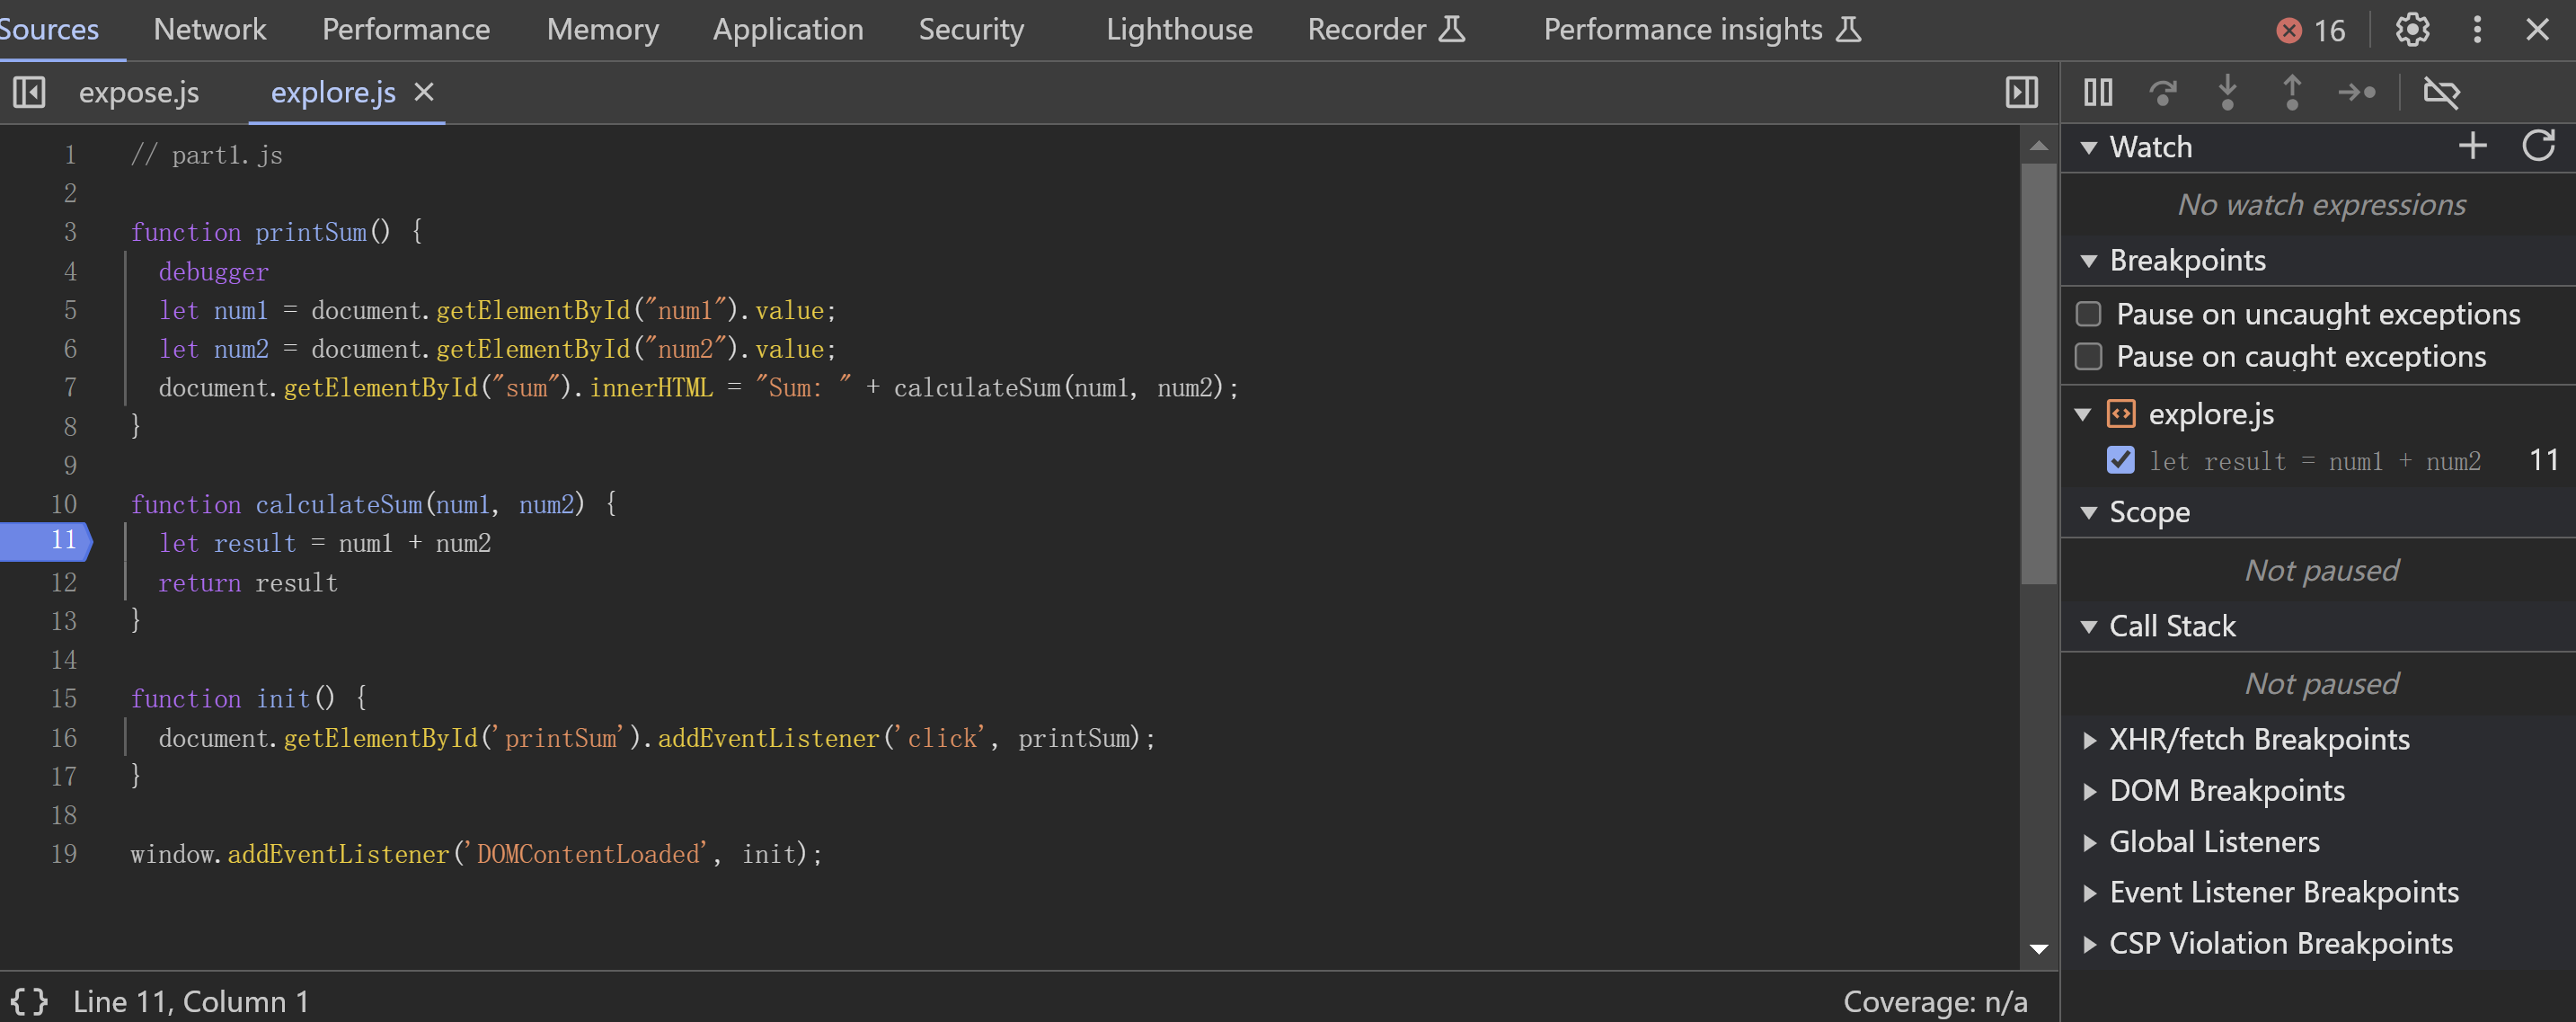 Sources Network Performance Memory Application Security Lighthouse Recorder Performance insights 16
expose.js explore.js
1 // part1.js
2
3 function printSum() {
4 debugger
5 let num1 = document.getElementById("num1").value;
6 let num2 = document.getElementById("num2").value;
7 document.getElementById("sum").innerHTML = "Sum: " + calculateSum(num1, num2);
8 }
9
10 function calculateSum(num1, num2) {
11 let result = num1 + num2
12 return result
13 }
14
15 function init() {
16 document.getElementById('printSum').addEventListener('click', printSum);
17 }
18
19 window.addEventListener('DOMContentLoaded', init);
{ } Line 11, Column 1 Coverage: n/a
Watch
No watch expressions
Breakpoints
Pause on uncaught exceptions
Pause on caught exceptions
explore.js
let result = num1 + num2 11
Scope
Not paused
Call Stack
Not paused
XHR/fetch Breakpoints
DOM Breakpoints
Global Listeners
Event Listener Breakpoints
CSP Violation Breakpoints